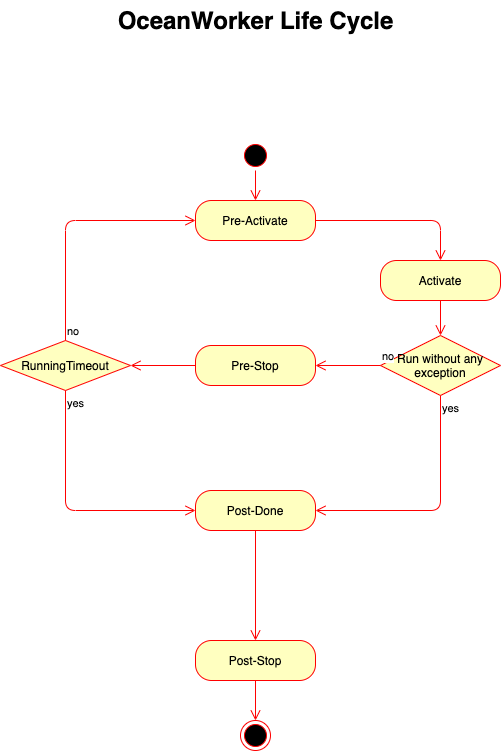 OceanWorker Life Cycle
Pre-Activate
Activate
no
RunningTimeout
Pre-Stop
no
Run without any
exception
yes
yes
Post-Done
Post-Stop